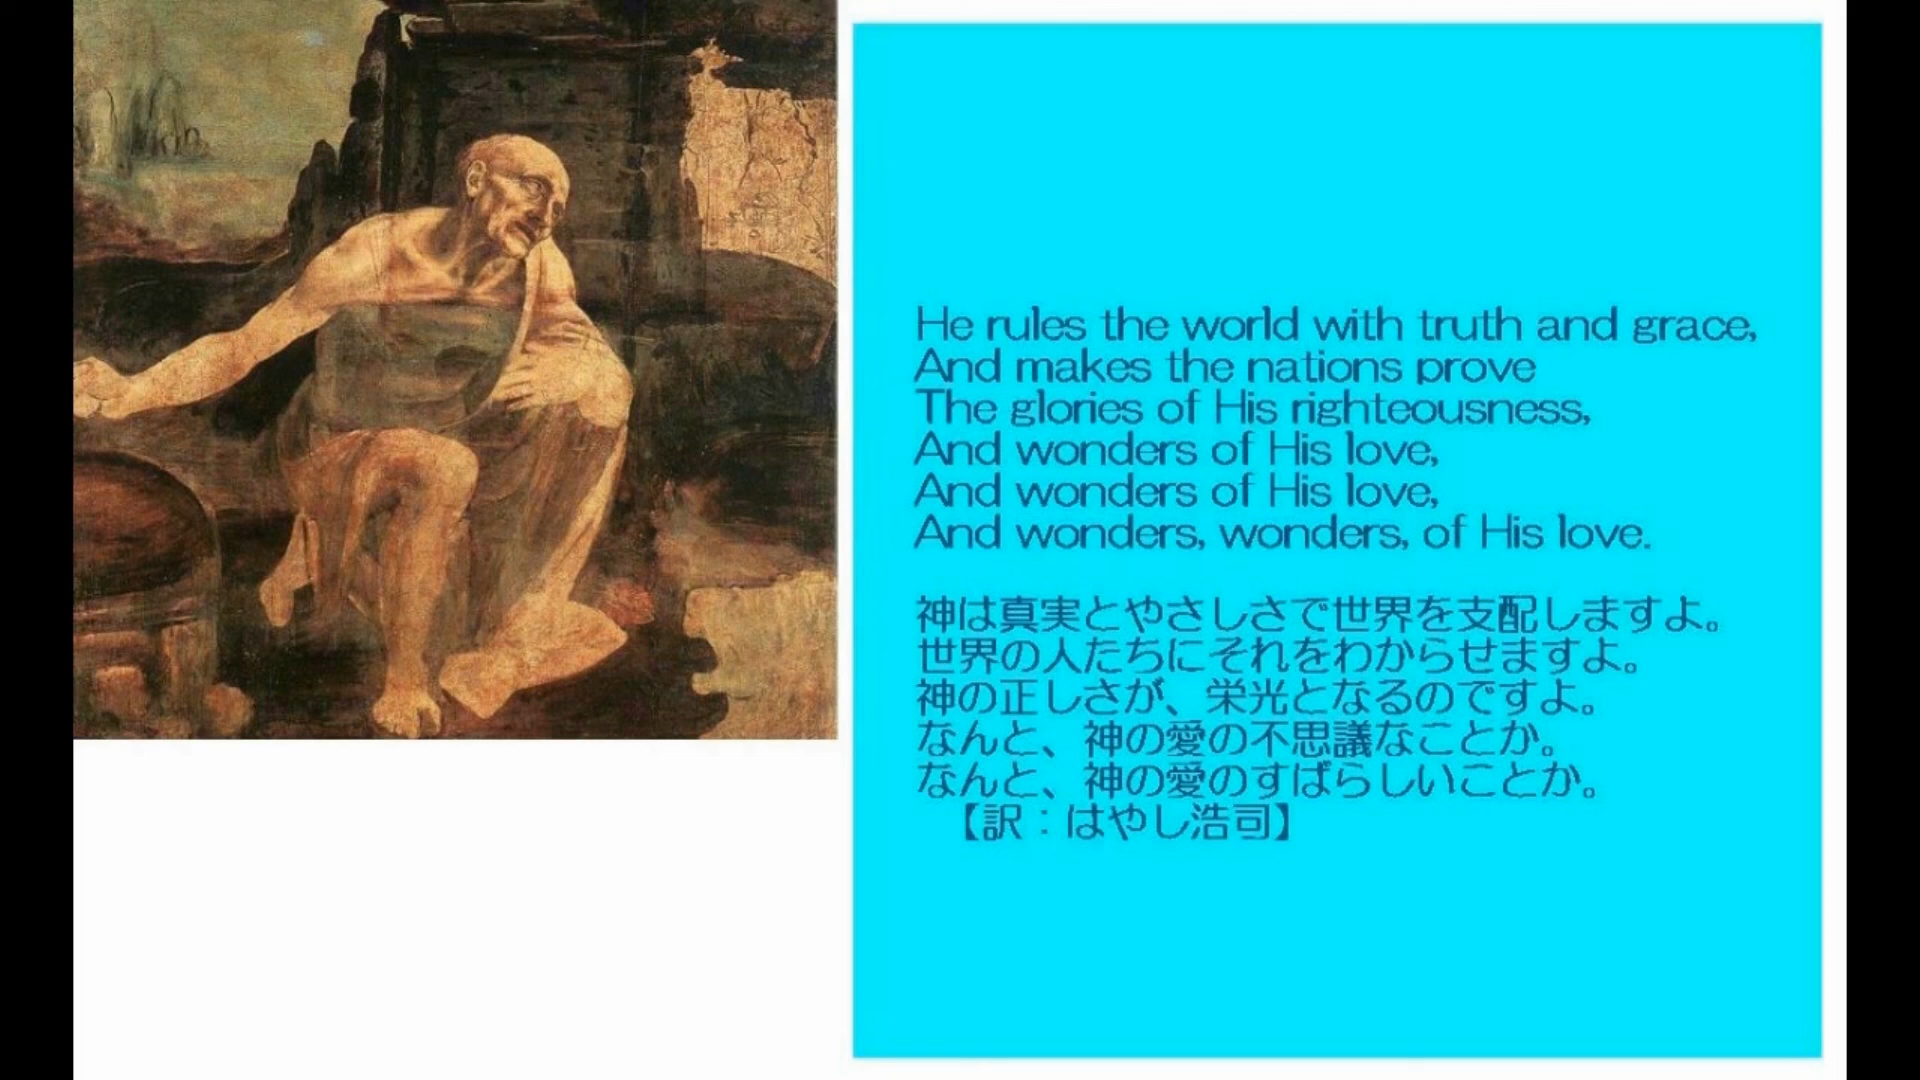 He rules the world with truth and grace,
And makes the nations prove
The glories of His righteousness,
And wonders of His love,
And wonders of His love,
And wonders, wonders, of His love.
神は真実とやさしさで世界を支配しますよ。
世界の人たちにそれをわからせますよ。
神の正しさが、栄光となるのですよ。
なんと、神の愛の不思議なことか。
なんと、神の愛のすばらしいことか。
【訳：はやし浩司】